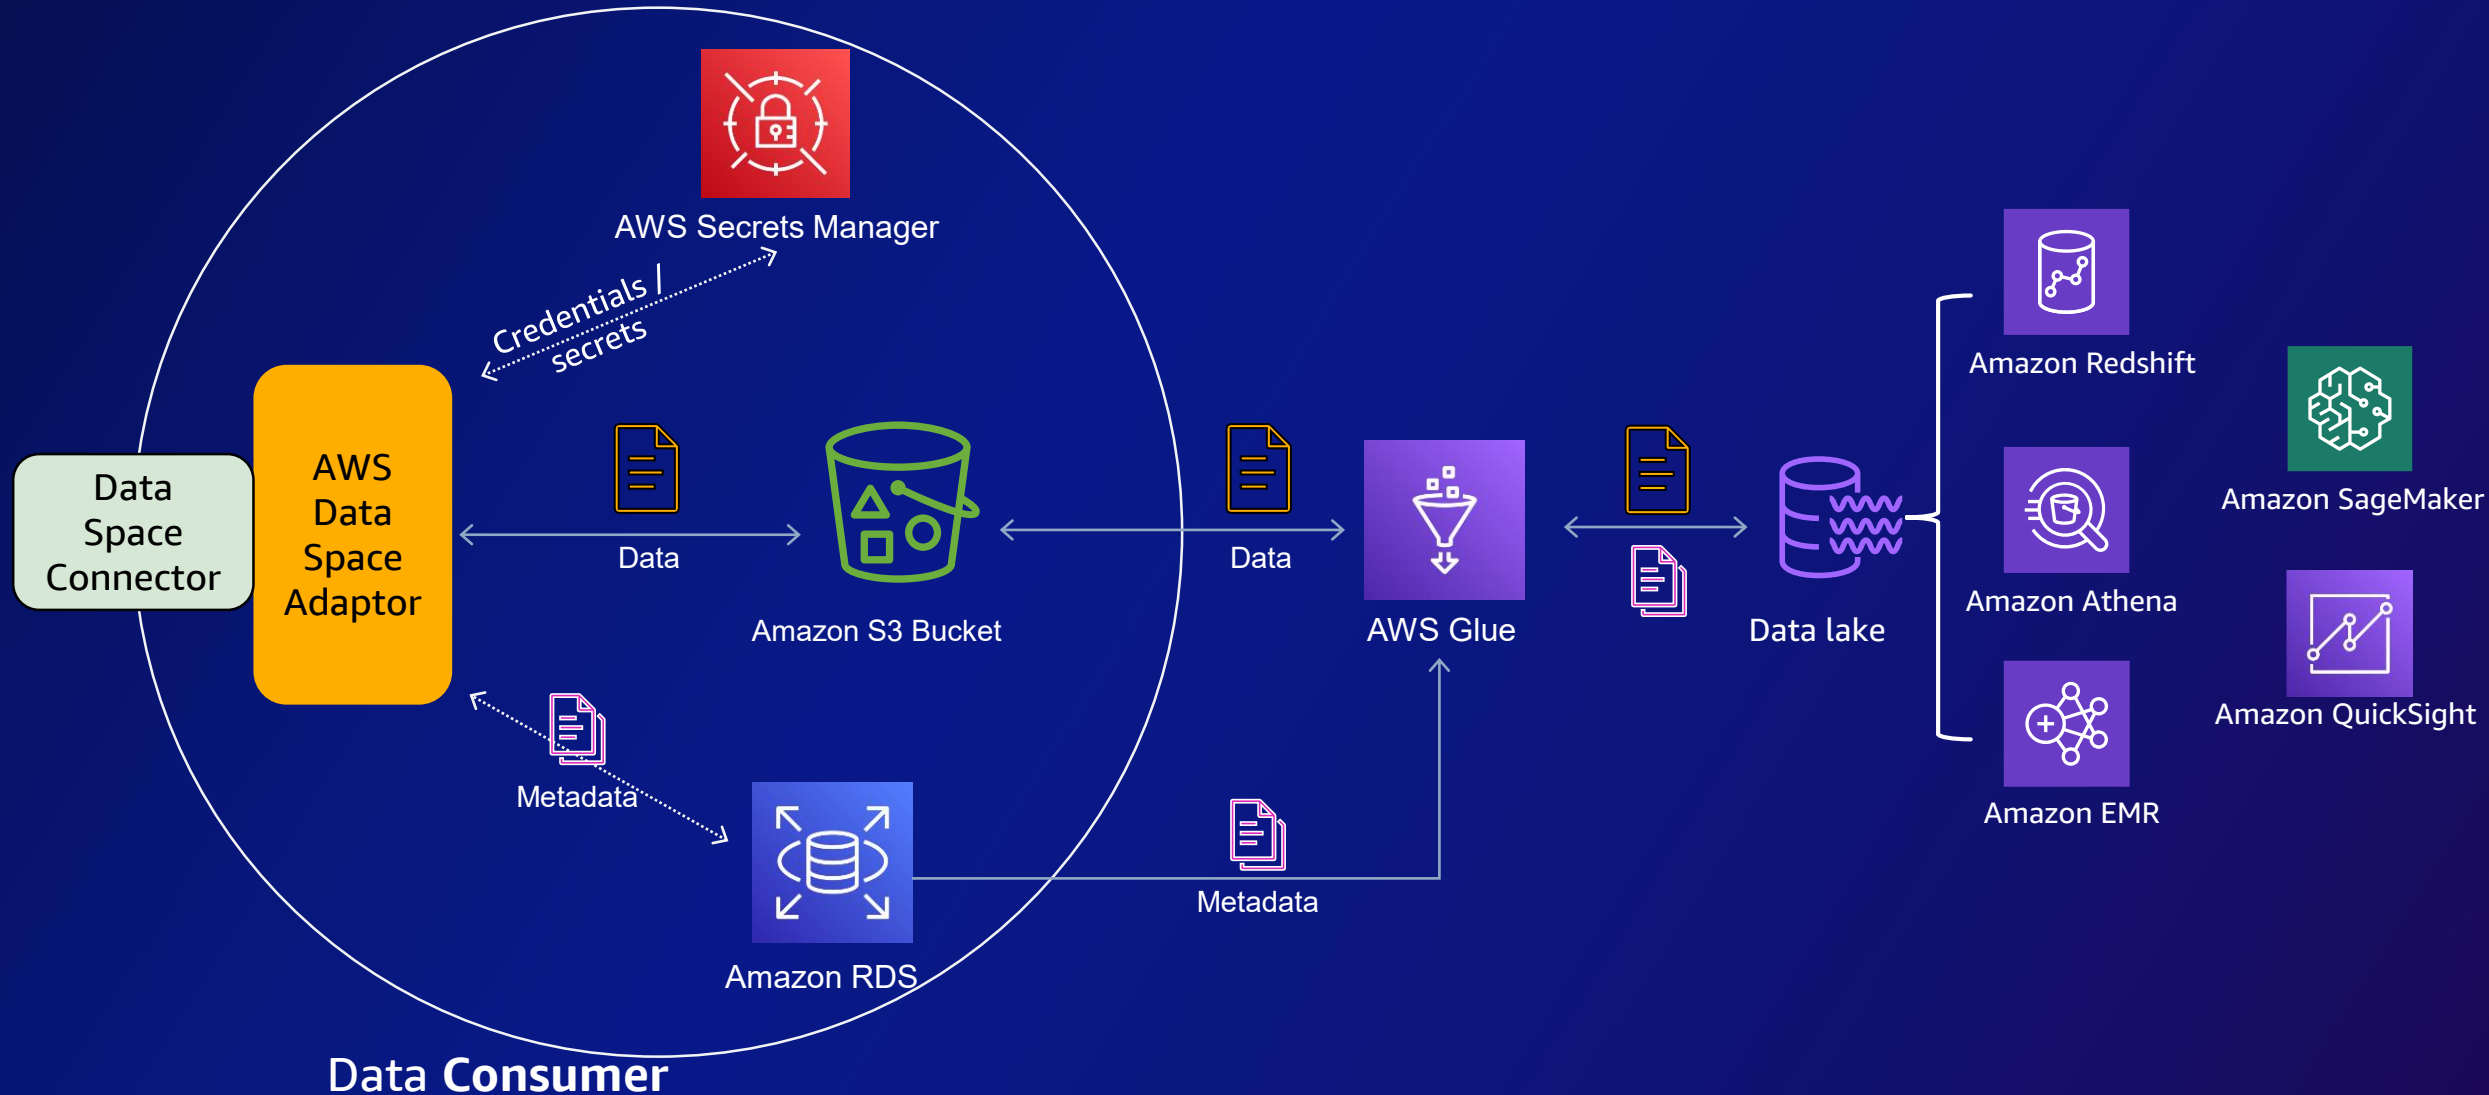 AWS Secrets Manager
Credentials /
secrets
Data
Space
Connector
AWS
Data
Space
Adaptor
Data
Amazon S3 Bucket
Metadata
Amazon RDS
Data Consumer
Data
AWS Glue
Metadata
Data lake
Amazon Redshift
Amazon Athena
Amazon EMR
Amazon SageMaker
Amazon QuickSight